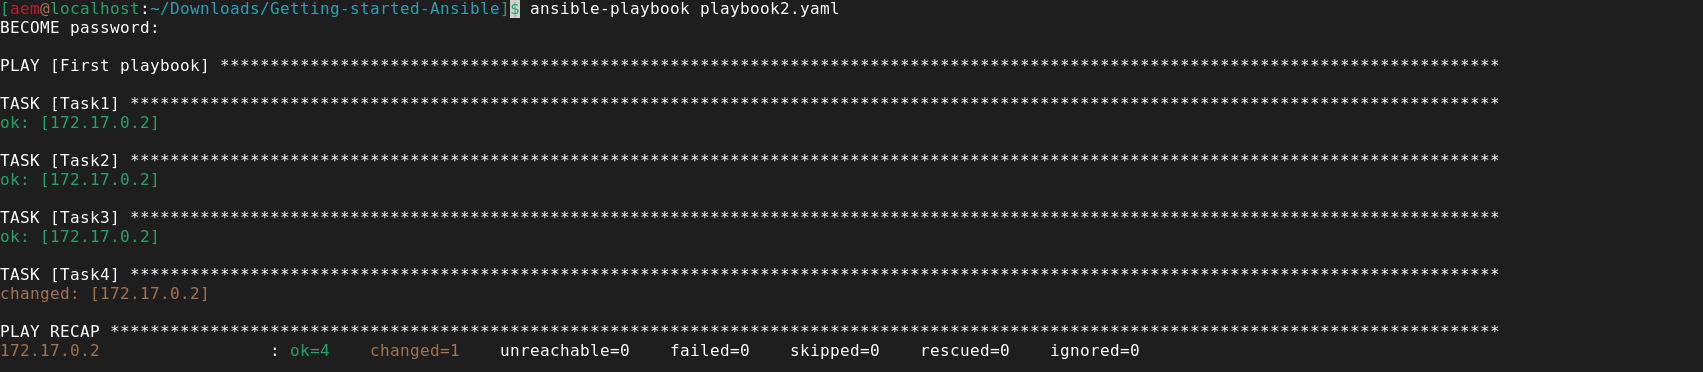 [aem@localhost:~/Downloads/Getting-started-Ansible]$ ansible-playbook playbook2.yaml
BECOME password:
PLAY [First playbook] ********************************************************************************************************************************
TASK [Task1] *****************************************************************************************************************************************
ok: [172.17.0.2]
TASK [Task2] *****************************************************************************************************************************************
ok: [172.17.0.2]
TASK [Task3] *****************************************************************************************************************************************
ok: [172.17.0.2]
TASK [Task4] *****************************************************************************************************************************************
changed: [172.17.0.2]
PLAY RECAP *******************************************************************************************************************************************
172.17.0.2                 : ok=4    changed=1    unreachable=0    failed=0    skipped=0    rescued=0    ignored=0